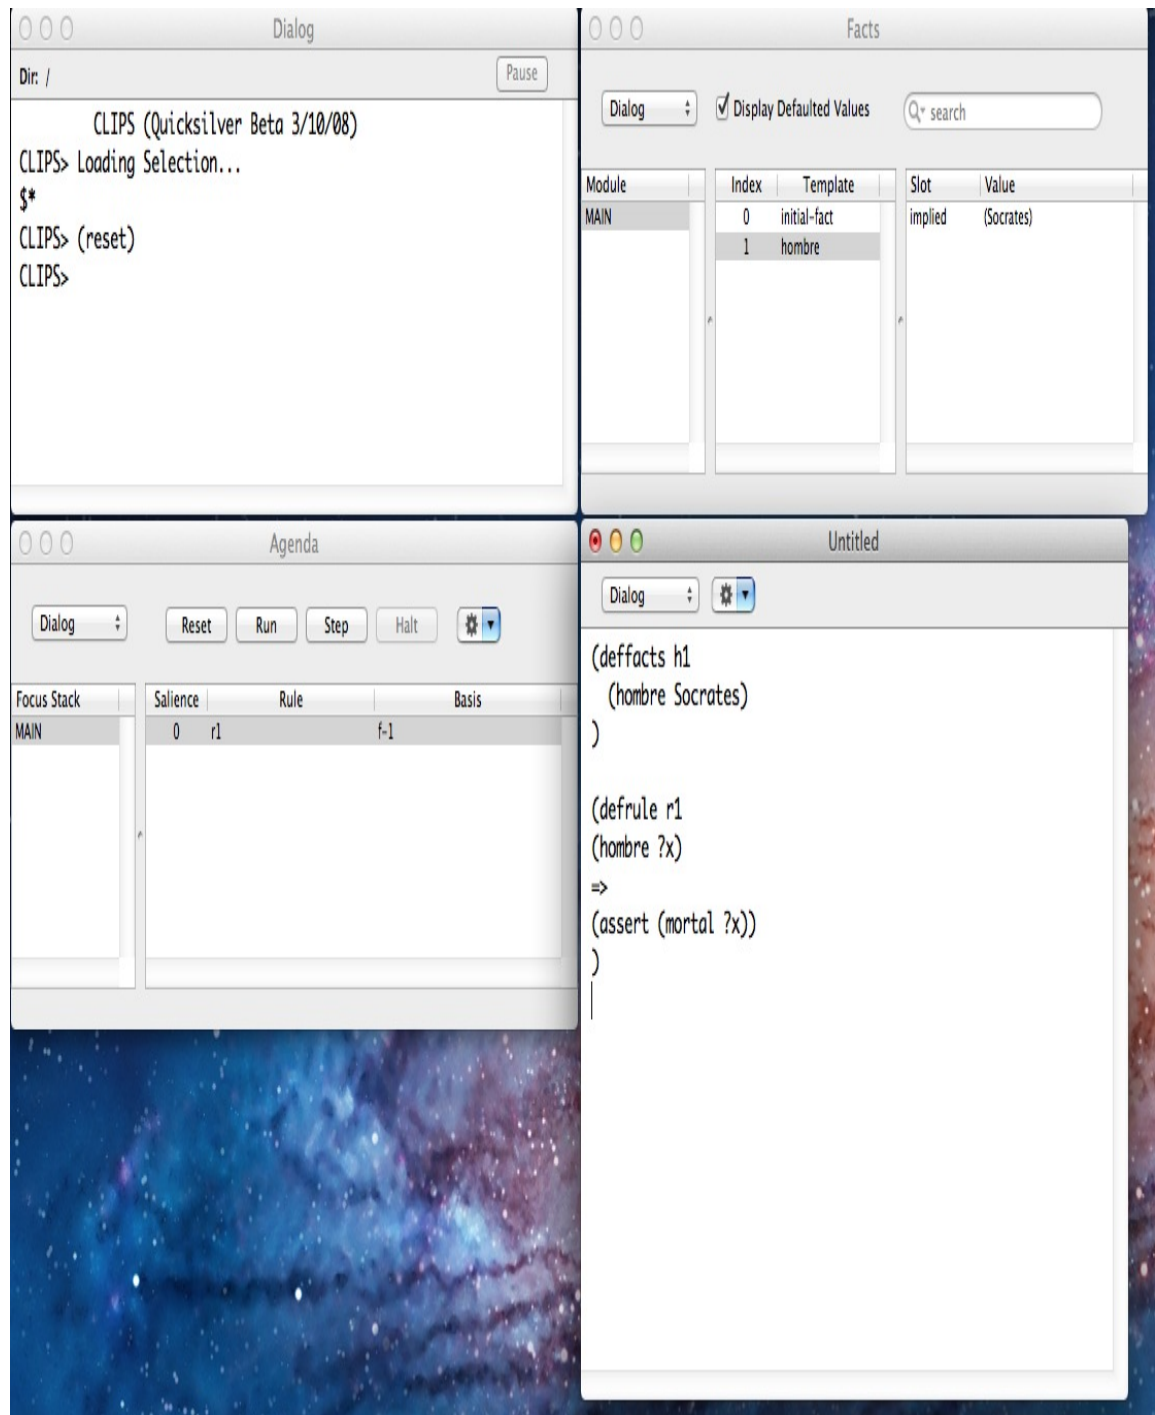 Dialog
Dir: /
Pause
CLIPS (Quicksilver Beta 3/10/08)
CLIPS> Loading Selection...
$*
CLIPS> (reset)
CLIPS>
Facts
Dialog
Display Defaulted Values
search
Module
Index Template
Slot Value
MAIN
0 initial-fact
implied (Socrates)
1 hombre
Agenda
Dialog
Reset Run Step Halt
Focus Stack
Salience Rule Basis
MAIN
0 r1 f-1
Untitled
Dialog
(deffacts h1
(hombre Socrates)
)
(defrule r1
(hombre ?x)
=>
(assert (mortal ?x))
)